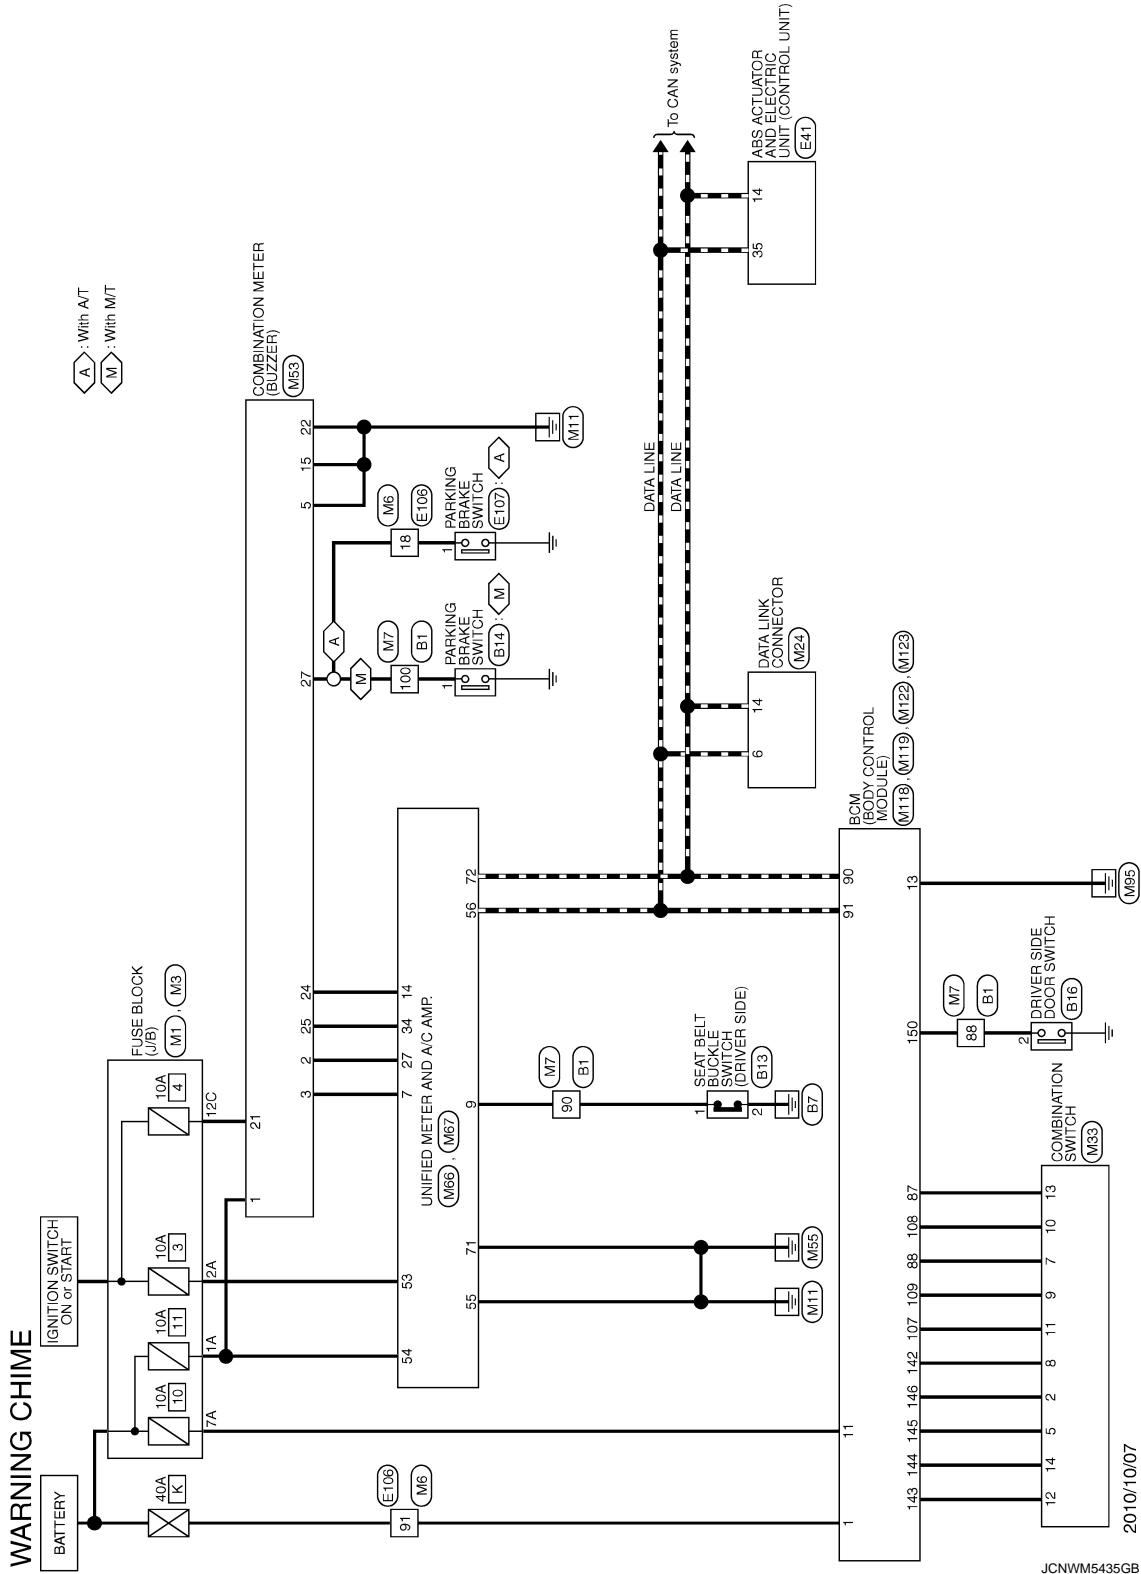 WARNING CHIME
: With A/T
A
: With M/T
M
BATTERY
IGNITION SWITCH
ON or START
FUSE BLOCK
(J/B)
M1 , M3
40A
K
10A
10
10A
11
10A
3
10A
4
7A
1A
2A
12C
COMBINATION METER
(BUZZER)
M53
1
21
3
2
25
24
27
5
15
22
A
M
M7
100
B1
M6
18
E106
PARKING
BRAKE
SWITCH
B14 : M
1
PARKING
BRAKE
SWITCH
E107 : A
1
M11
E106
91
M6
54
53
7
27
34
14
UNIFIED METER AND A/C AMP.
M66 , M67
55
71
9
56
72
M7
90
B1
SEAT BELT
BUCKLE
SWITCH
(DRIVER SIDE)
B13
1
2
M11
M55
B7
DATA LINE
DATA LINE
To CAN system
DATA LINK
CONNECTOR
M24
6
14
ABS ACTUATOR
AND ELECTRIC
UNIT (CONTROL UNIT)
E41
35
14
BCM
(BODY CONTROL
MODULE)
M118 , M119 , M122 , M123
1
11
91
90
143
144
145
146
142
107
109
88
108
87
150
13
M7
88
B1
DRIVER SIDE
DOOR SWITCH
B16
2
M95
COMBINATION
SWITCH
M33
12
14
5
2
8
11
9
7
10
13
2010/10/07
JCNWM5435GB